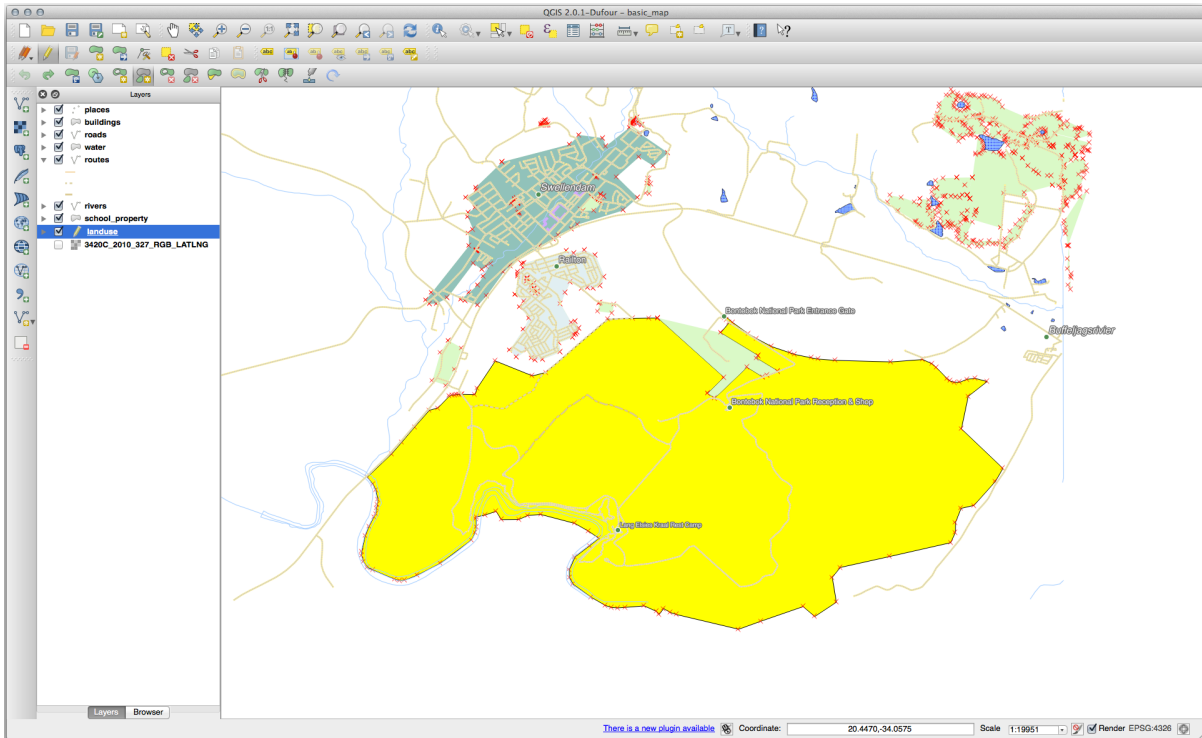 QGIS 2.0.1-Dufour - basic_map
Layers
places
buildings
roads
water
routes
rivers
school_property
landuse
3420C_2010_327_RGB_LATLNG
Swellendam
Railton
Bontebok National Park Entrance Gate
Buffeljagsrivier
Bontebok National Park Reception & Shop
Lang Elsies Kraal Rest Camp
Layers Browser
There is a new plugin available Coordinate: 20.4470,-34.0575 Scale 1:19951 Render EPSG:4326